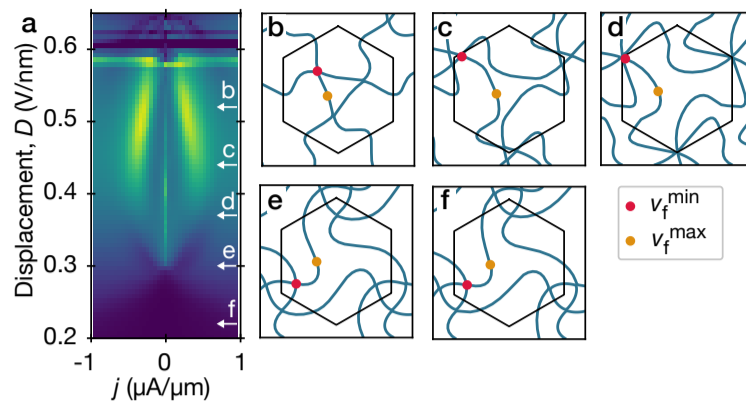 a
Displacement, D (V/nm)
0.6
0.5
0.4
0.3
0.2
b
c
d
e
f
-1
0
1
j (μA/μm)
b
c
d
e
f
v_f^min
v_f^max